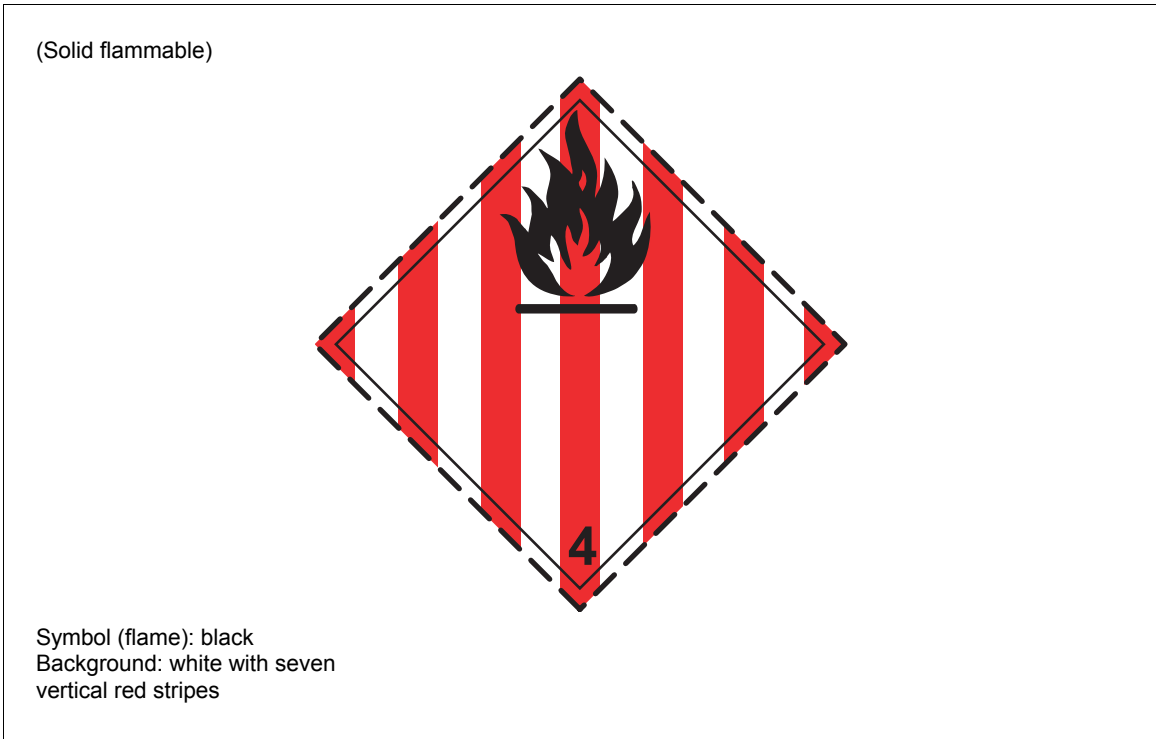 (Solid flammable)
4
Symbol (flame): black
Background: white with seven
vertical red stripes